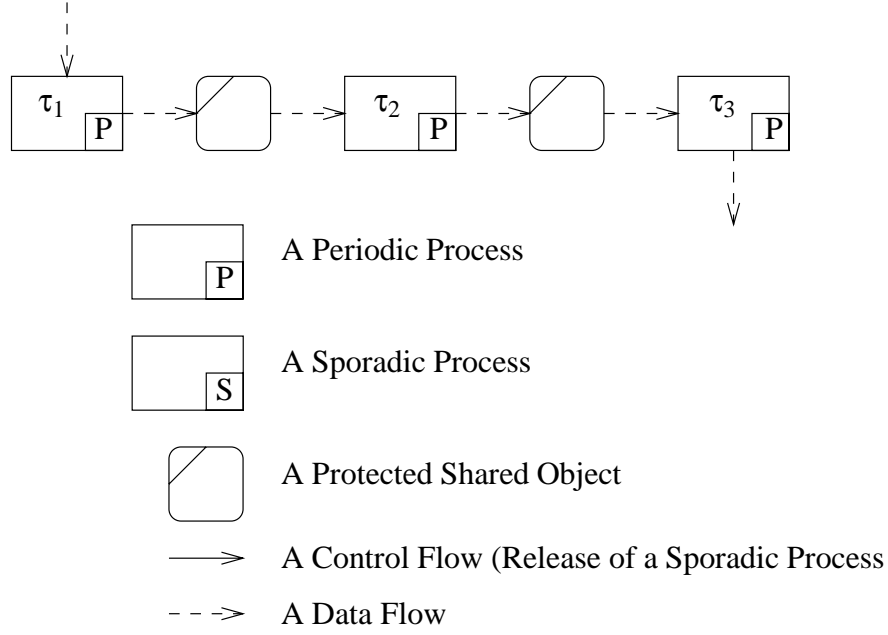 τ1
P
τ2
P
τ3
P
P
A Periodic Process
S
A Sporadic Process
A Protected Shared Object
A Control Flow (Release of a Sporadic Process
A Data Flow